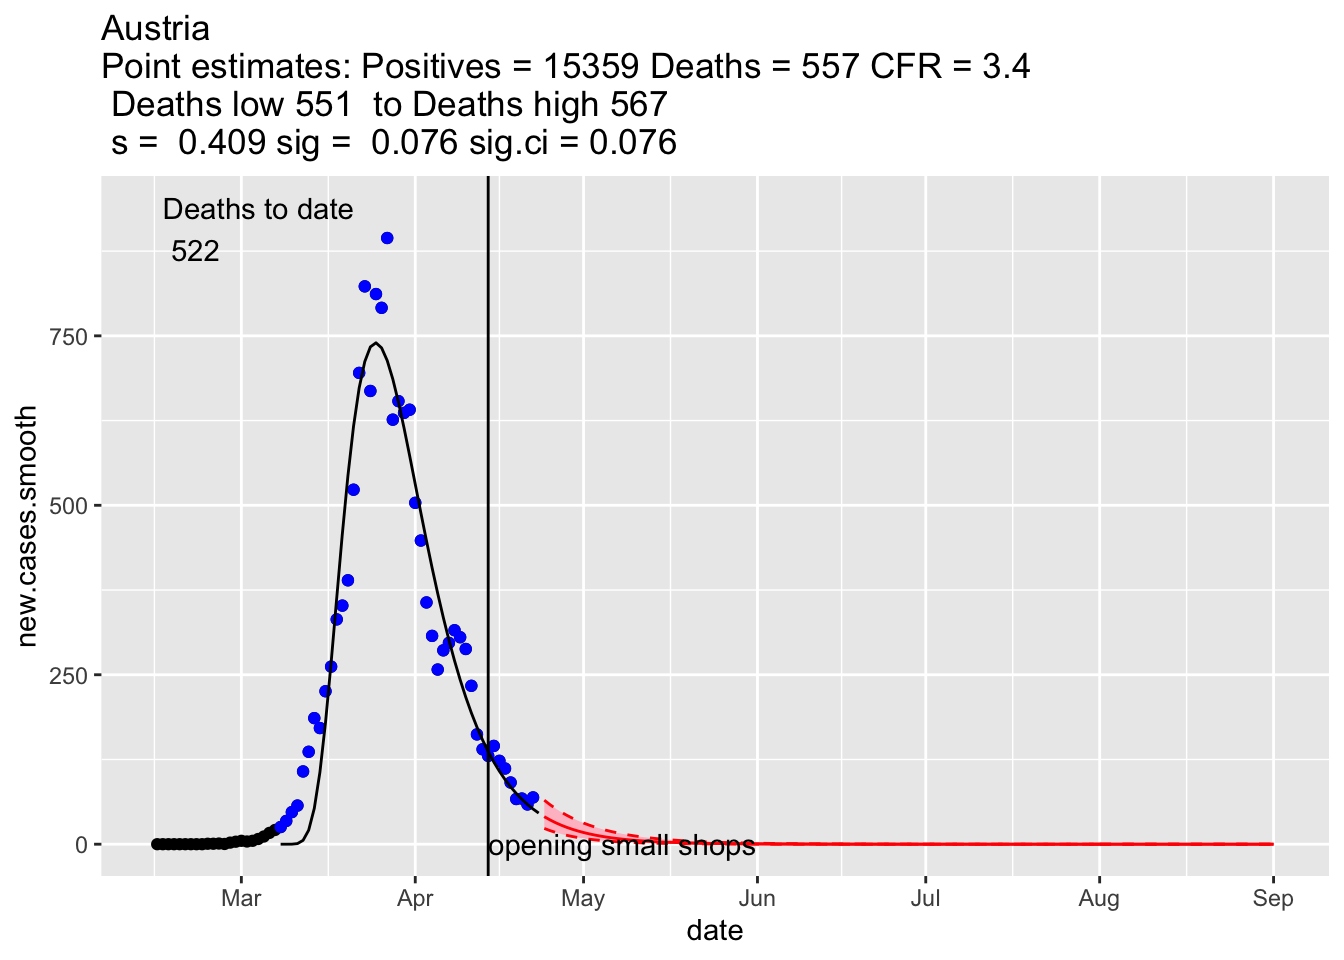 Austria
Point estimates: Positives = 15359 Deaths = 557 CFR = 3.4
Deaths low 551  to Deaths high 567
s =  0.409 sig =  0.076 sig.ci = 0.076
Deaths to date
522
750
500
250
0
new.cases.smooth
opening small shops
Mar Apr May Jun Jul Aug Sep
date